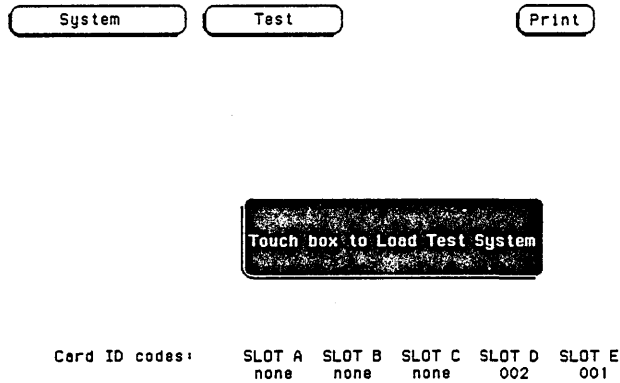 System Test Print
Touch box to Load Test System
Card ID codes: SLOT A SLOT B SLOT C SLOT D SLOT E
none none none 002 001